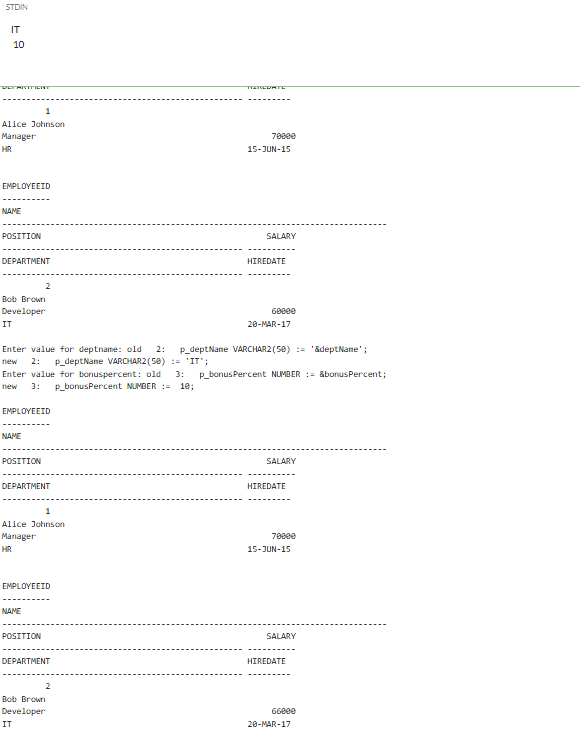 STDIN
IT
10
DEPARTMENT HIREDATE
------------------------------------------------- ---------
1
Alice Johnson
Manager 70000
HR 15-JUN-15
EMPLOYEEID
----------
NAME
--------------------------------------------------------------------------------
POSITION SALARY
-------------------------------------------------- ----------
DEPARTMENT HIREDATE
-------------------------------------------------- ---------
2
Bob Brown
Developer 60000
IT 20-MAR-17
Enter value for deptname: old 2: p_deptName VARCHAR2(50) := '&deptName';
new 2: p_deptName VARCHAR2(50) := 'IT';
Enter value for bonuspercent: old 3: p_bonusPercent NUMBER := &bonusPercent;
new 3: p_bonusPercent NUMBER := 10;
EMPLOYEEID
----------
NAME
--------------------------------------------------------------------------------
POSITION SALARY
-------------------------------------------------- ----------
DEPARTMENT HIREDATE
-------------------------------------------------- ---------
1
Alice Johnson
Manager 70000
HR 15-JUN-15
EMPLOYEEID
----------
NAME
--------------------------------------------------------------------------------
POSITION SALARY
-------------------------------------------------- ----------
DEPARTMENT HIREDATE
-------------------------------------------------- ---------
2
Bob Brown
Developer 66000
IT 20-MAR-17